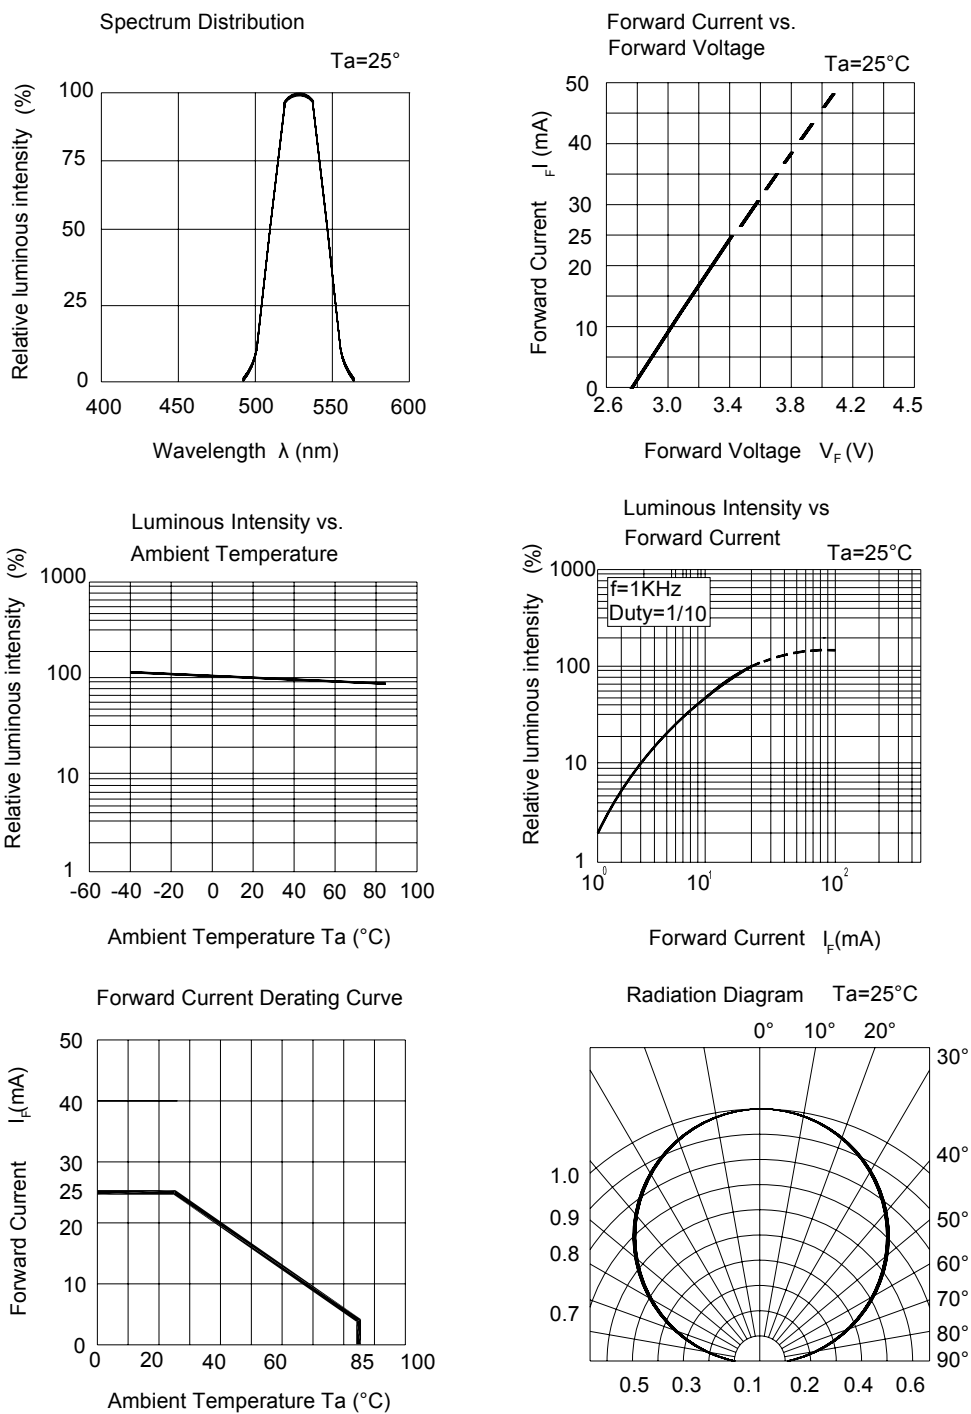 Spectrum Distribution
Ta=25°
Relative luminous intensity (%)
100
75
50
25
0
400 450 500 550 600
Wavelength λ (nm)
Forward Current vs.
Forward Voltage
Ta=25°C
Forward Current FI (mA)
50
40
30
25
20
10
0
2.6 3.0 3.4 3.8 4.2 4.5
Forward Voltage VF (V)
Luminous Intensity vs.
Ambient Temperature
Relative luminous intensity (%)
1000
100
10
1
-60 -40 -20 0 20 40 60 80 100
Ambient Temperature Ta (°C)
Luminous Intensity vs
Forward Current
Ta=25°C
Relative luminous intensity (%)
f=1KHz
Duty=1/10
1000
100
10
1
10⁰ 10¹ 10²
Forward Current IF(mA)
Forward Current Derating Curve
Forward Current IF(mA)
50
40
30
25
20
10
0
0 20 40 60 85 100
Ambient Temperature Ta (°C)
Radiation Diagram Ta=25°C
0° 10° 20°
30°
40°
50°
60°
70°
80°
90°
1.0
0.9
0.8
0.7
0.5 0.3 0.1 0.2 0.4 0.6